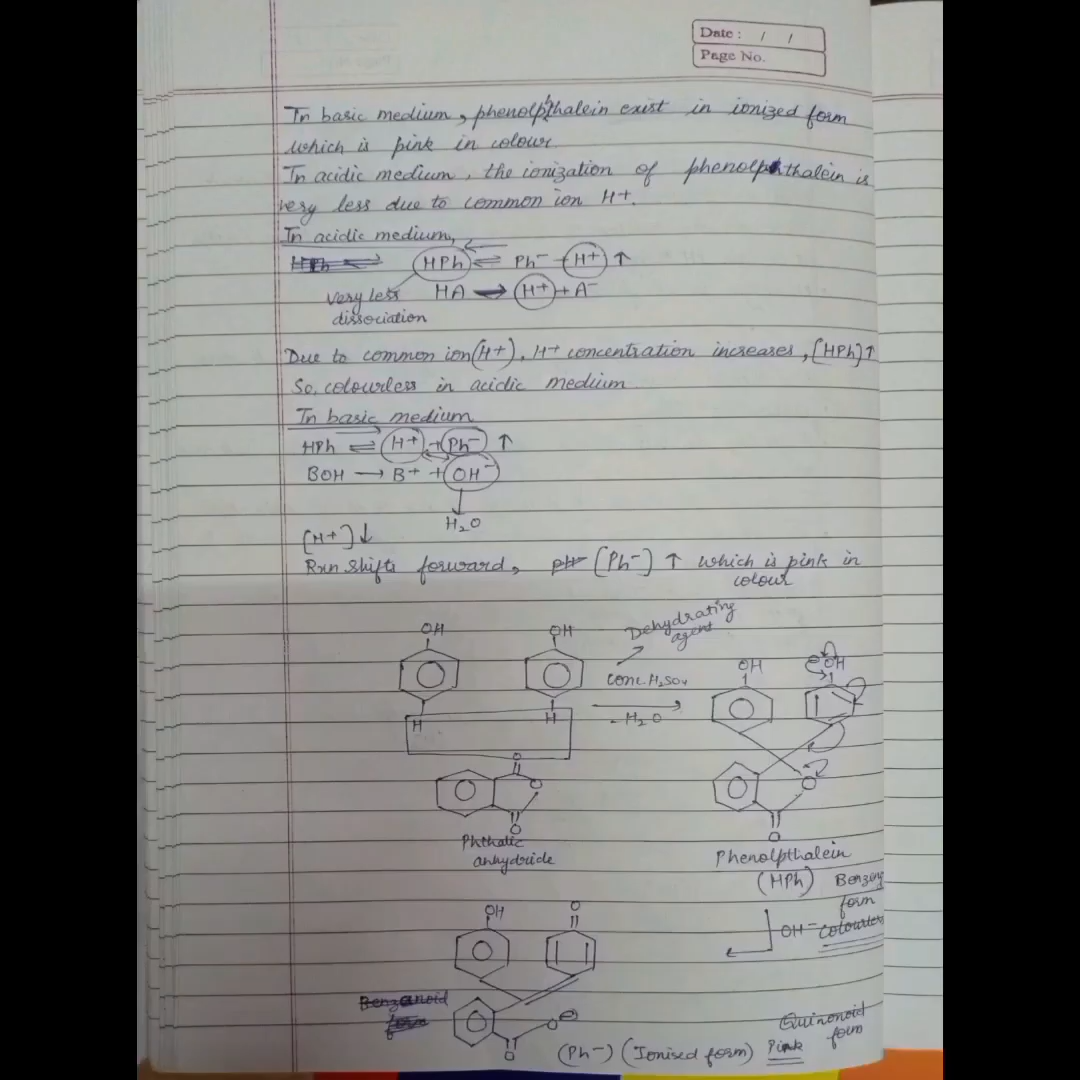 Date : / /
Page No.
In basic medium, phenolphthalein exist in ionized form
which is pink in colour
In acidic medium, the ionization of phenolphthalein is
very less due to common ion H+.
In acidic medium,
HPh ⇌ Ph⁻ + H+ ↑
very less HA → H+ + A⁻
dissociation
Due to common ion (H+), H+ concentration increases, [HPh]↑
So, colourless in acidic medium
In basic medium
HPh ⇌ H+ + Ph⁻ ↑
BOH → B+ + OH⁻
H₂O
[H+]↓
Rxn shifts forward, [Ph⁻] ↑ which is pink in
colour
Dehydrating
agent
OH OH OH OH
conc. H₂SO₄
- H₂O
H H
O
O O
O O
Phthalic
anhydride
Phenolpthalein
(HPh) Benzeno
form
OH⁻ colourless
OH O
Benzanoid
form
O⊖
O
Quinonoid
form
(Ph⁻) (Ionised form) Pink